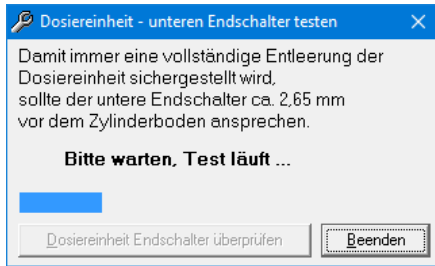 Dosiereinheit - unteren Endschalter testen
Damit immer eine vollständige Entleerung der
Dosiereinheit sichergestellt wird,
sollte der untere Endschalter ca. 2,65 mm
vor dem Zylinderboden ansprechen.
Bitte warten, Test läuft ...
Dosiereinheit Endschalter überprüfen
Beenden